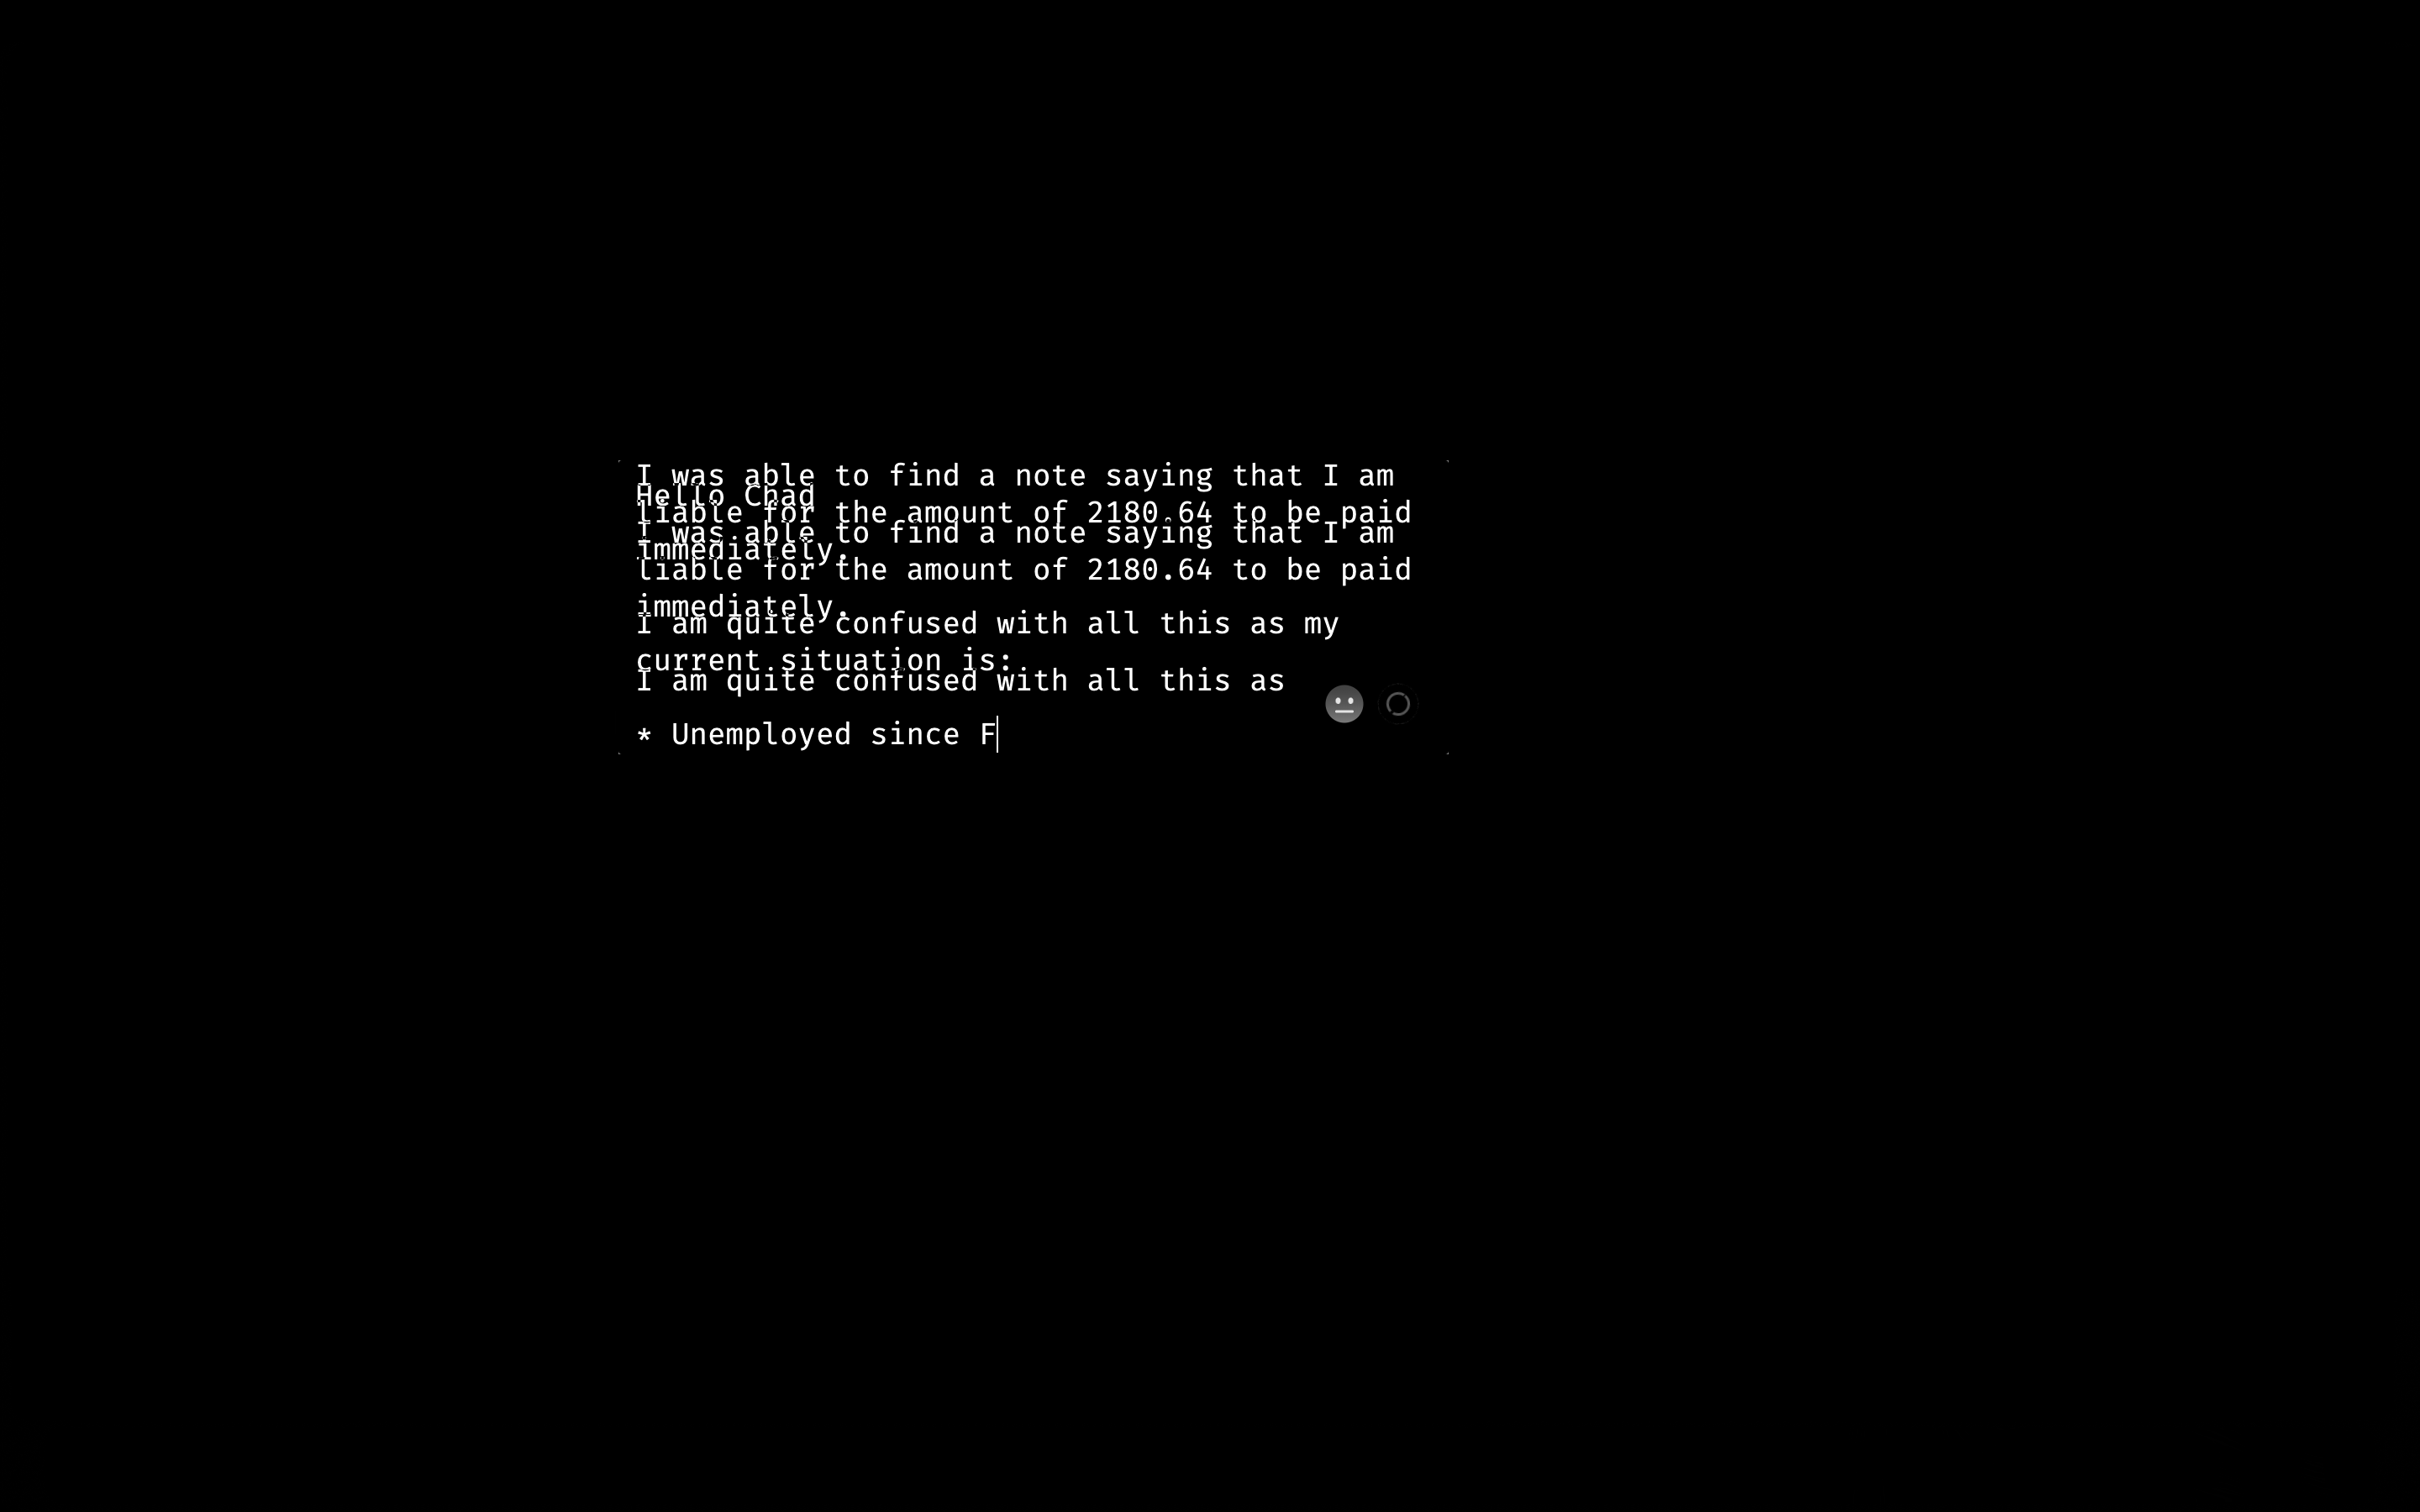 I was able to find a note saying that I am
Hello Chad
liable for the amount of 2180.64 to be paid
I was able to find a note saying that I am
immediately.
liable for the amount of 2180.64 to be paid
immediately.
I am quite confused with all this as my
current situation is:
I am quite confused with all this as
* Unemployed since F